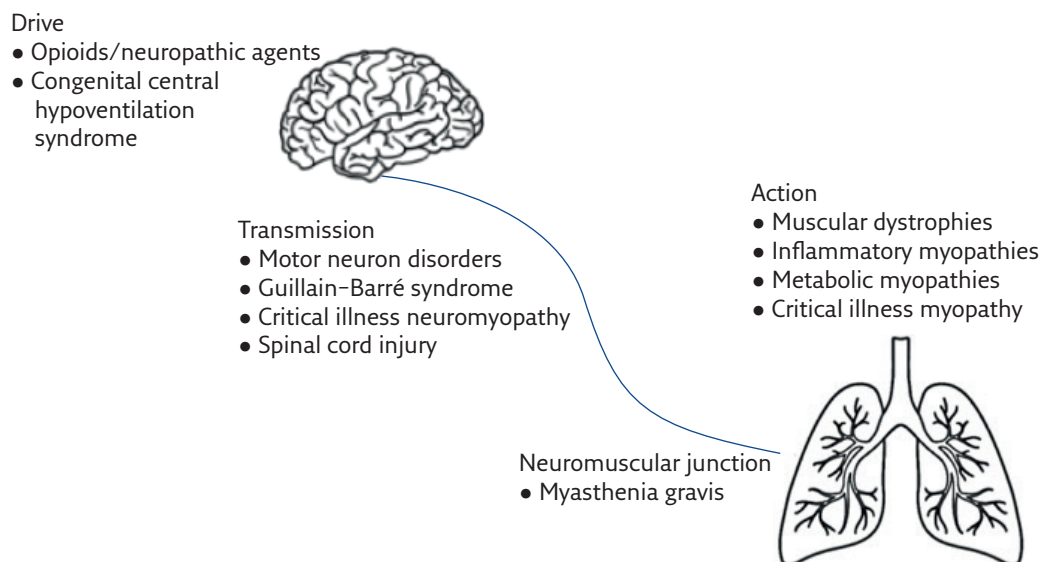 Drive
● Opioids/neuropathic agents
● Congenital central
hypoventilation
syndrome
Transmission
● Motor neuron disorders
● Guillain–Barré syndrome
● Critical illness neuromyopathy
● Spinal cord injury
Action
● Muscular dystrophies
● Inflammatory myopathies
● Metabolic myopathies
● Critical illness myopathy
Neuromuscular junction
● Myasthenia gravis